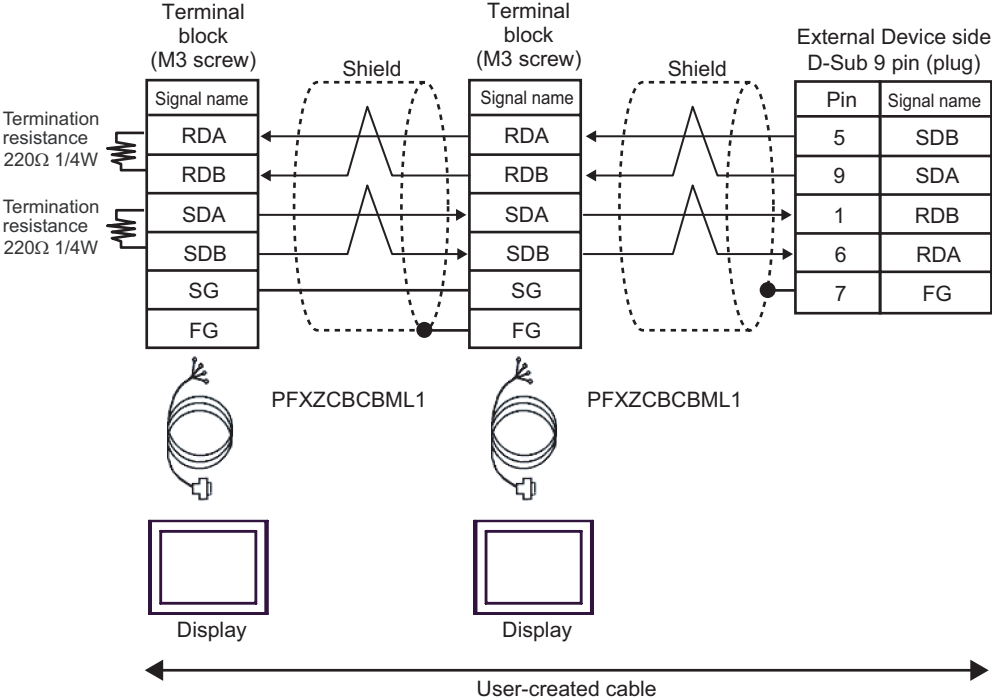 Terminal
block
(M3 screw)
Terminal
block
(M3 screw)
External Device side
D-Sub 9 pin (plug)
Shield
Shield
Signal name
Signal name
Pin
Signal name
Termination
resistance
220Ω 1/4W
RDA
RDA
5
SDB
RDB
RDB
9
SDA
Termination
resistance
220Ω 1/4W
SDA
SDA
1
RDB
SDB
SDB
6
RDA
SG
SG
7
FG
FG
FG
PFXZCBCBML1
PFXZCBCBML1
Display
Display
User-created cable